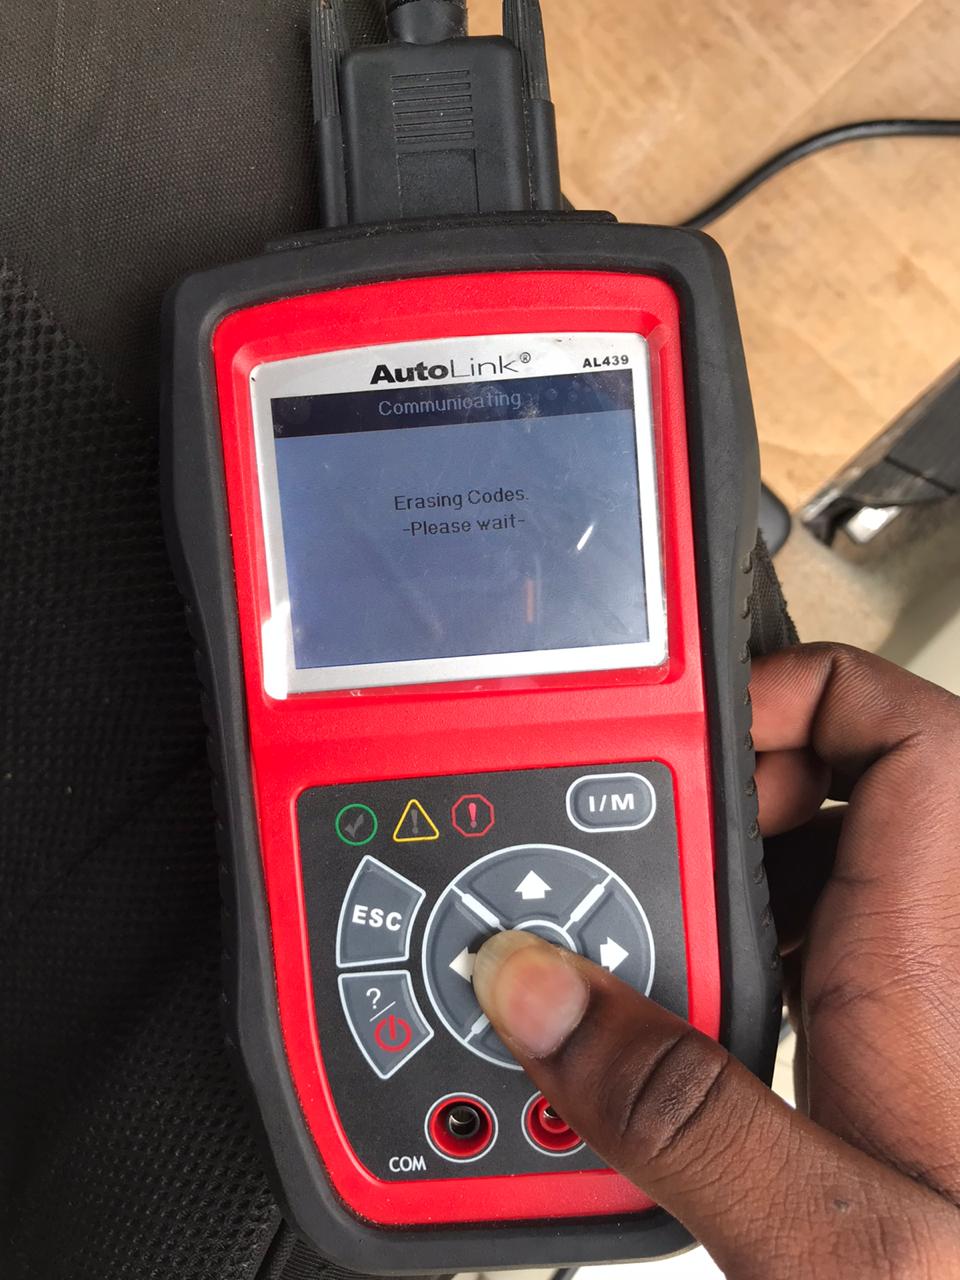 AutoLink® AL439
Communicating
Erasing Codes.
-Please wait-
I/M
ESC
?
COM